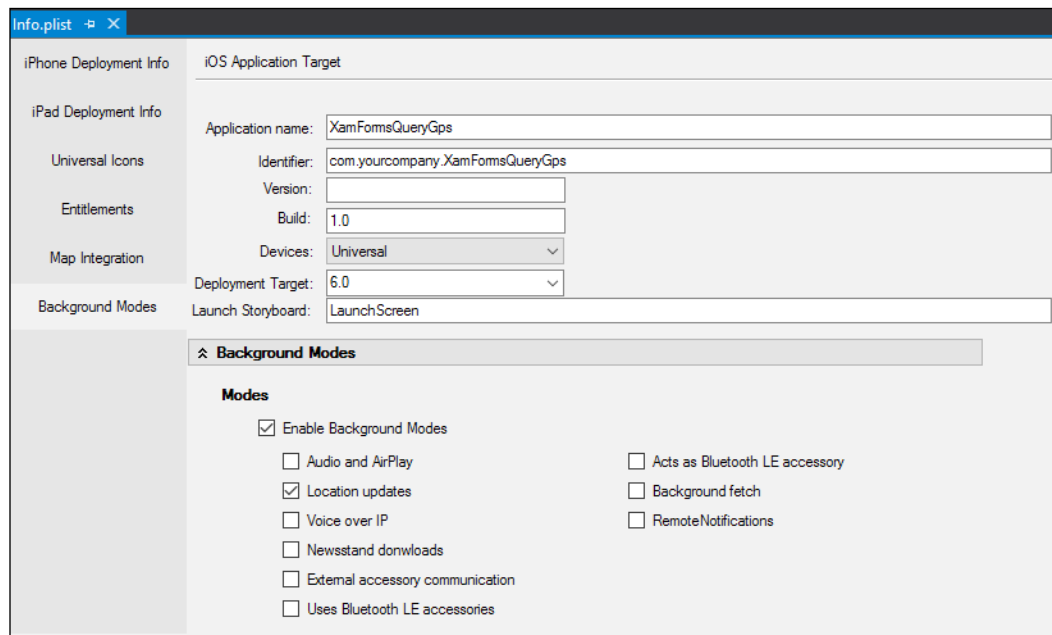 Info.plist
iPhone Deployment Info
iPad Deployment Info
Universal Icons
Entitlements
Map Integration
Background Modes
iOS Application Target
Application name: XamFormsQueryGps
Identifier: com.yourcompany.XamFormsQueryGps
Version:
Build: 1.0
Devices: Universal
Deployment Target: 6.0
Launch Storyboard: LaunchScreen
Background Modes
Modes
Enable Background Modes
Audio and AirPlay
Location updates
Voice over IP
Newsstand donwloads
External accessory communication
Uses Bluetooth LE accessories
Acts as Bluetooth LE accessory
Background fetch
RemoteNotifications